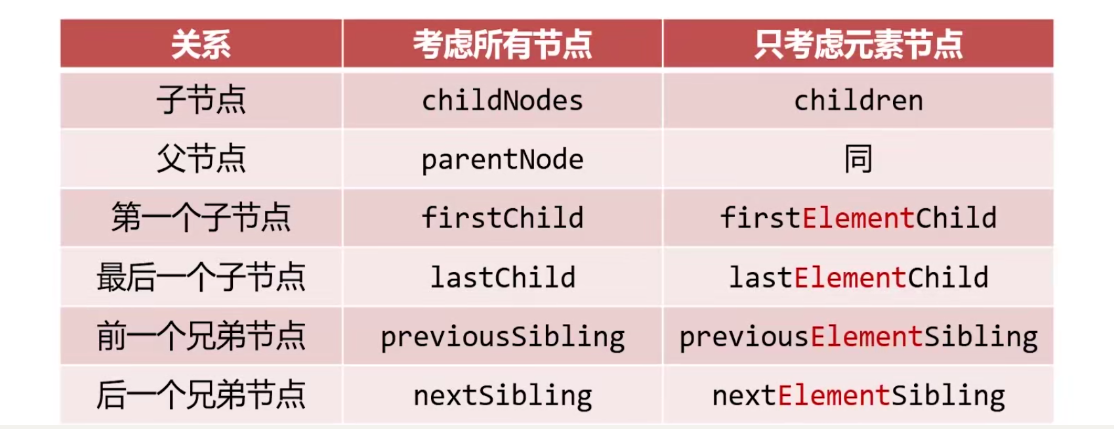 关系 考虑所有节点 只考虑元素节点
子节点 childNodes children
父节点 parentNode 同
第一个子节点 firstChild firstElementChild
最后一个子节点 lastChild lastElementChild
前一个兄弟节点 previousSibling previousElementSibling
后一个兄弟节点 nextSibling nextElementSibling